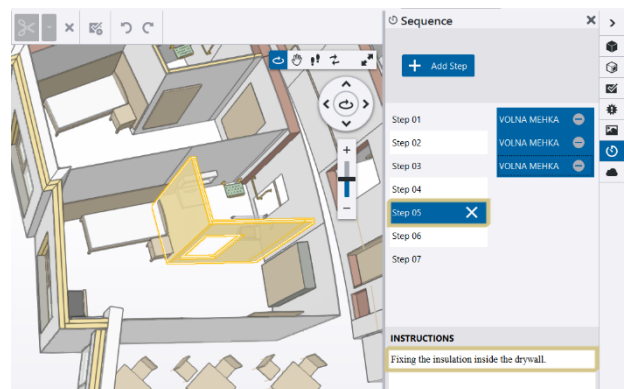 Sequence
Add Step
Step 01 VOLNA MEHKA
Step 02 VOLNA MEHKA
Step 03 VOLNA MEHKA
Step 04
Step 05
Step 06
Step 07
INSTRUCTIONS
Fixing the insulation inside the drywall.